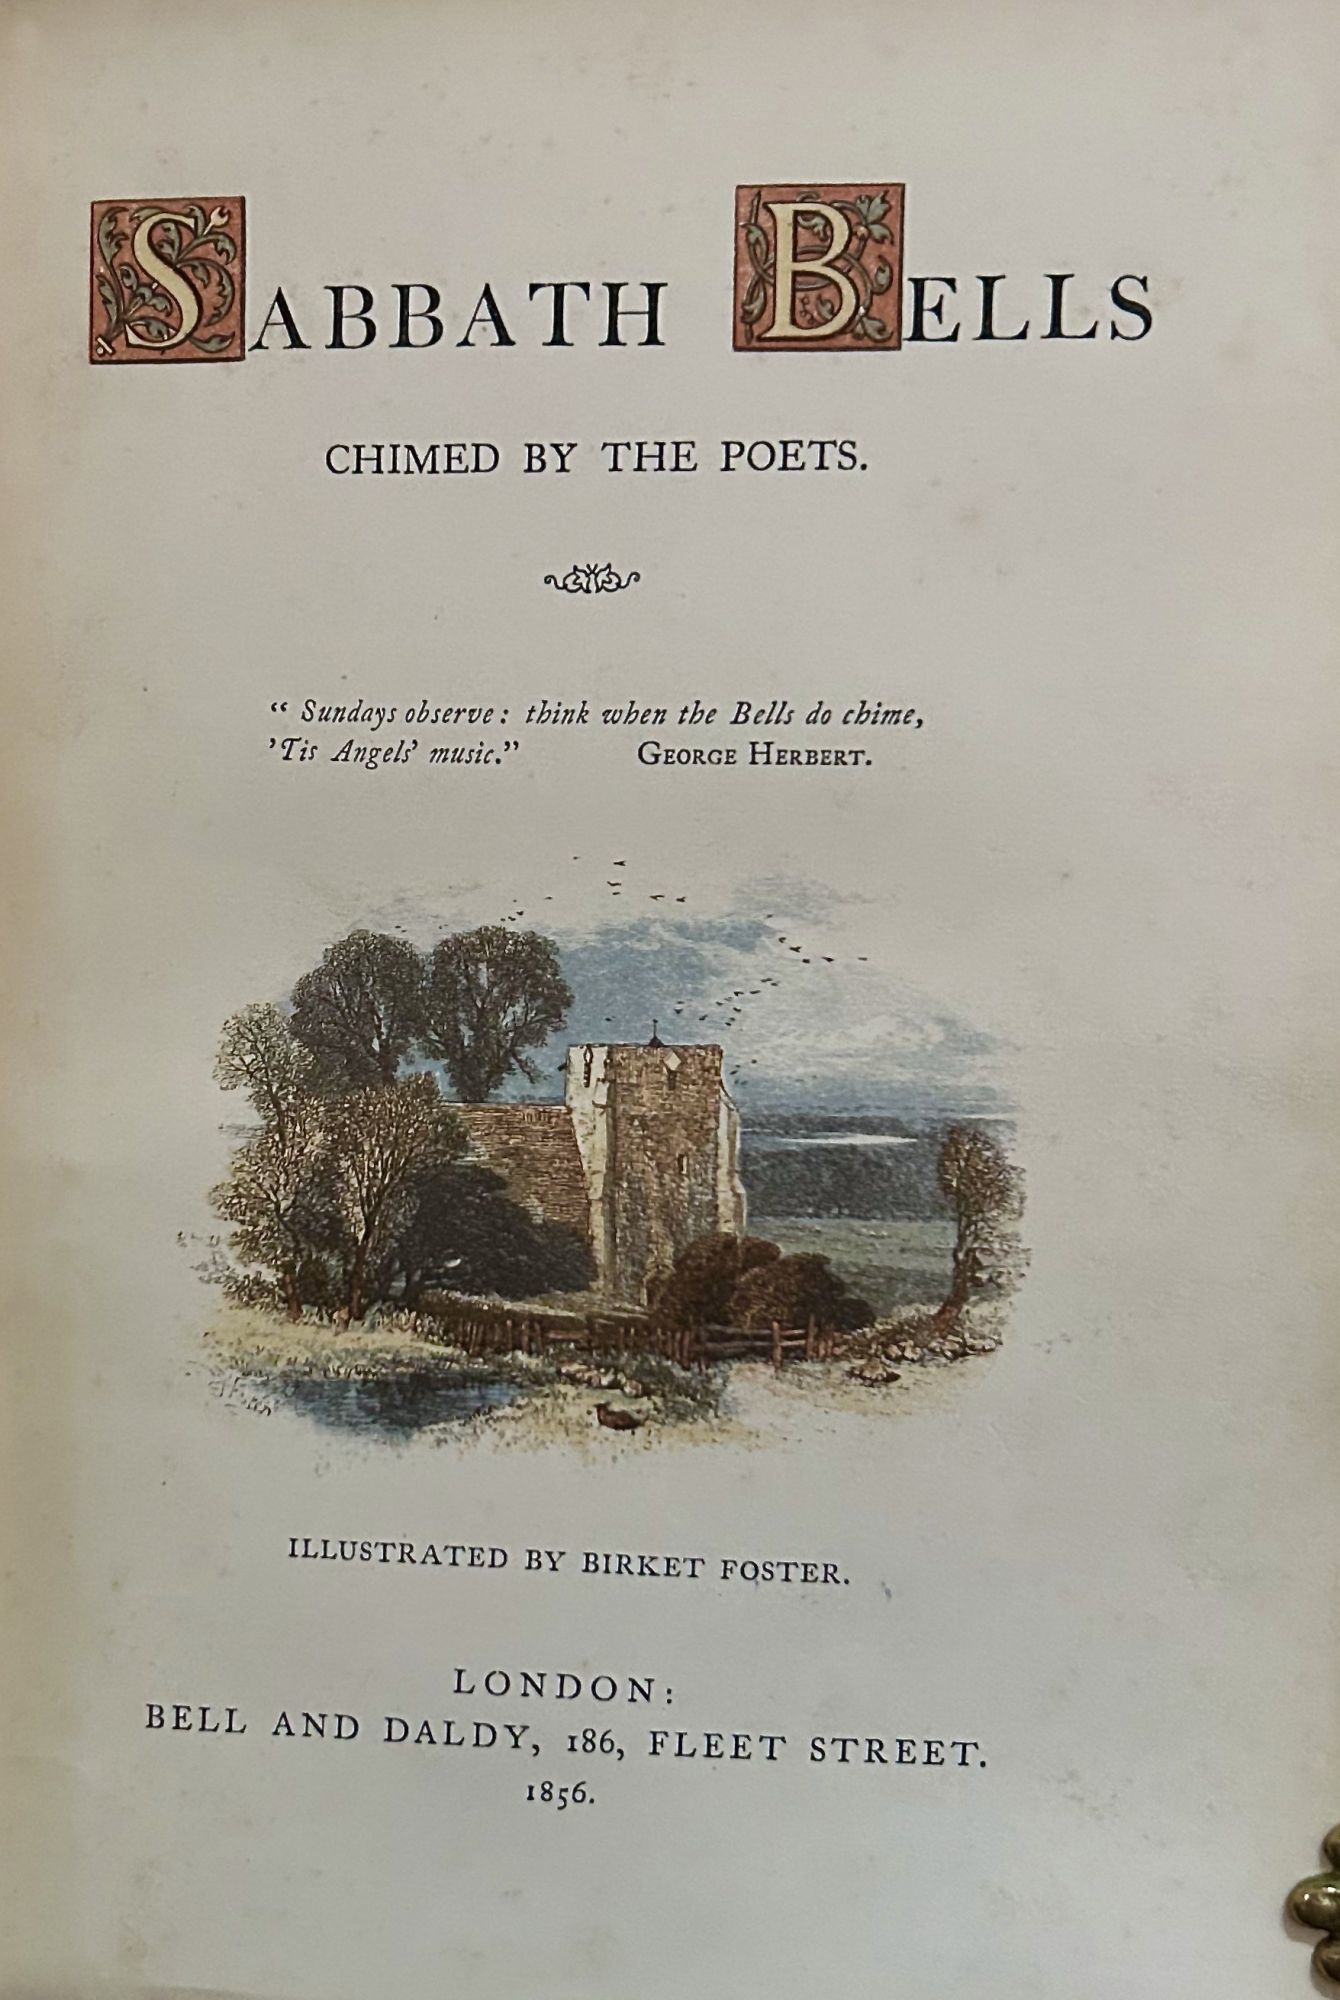 SABBATH BELLS
CHIMED BY THE POETS.
“ Sundays observe: think when the Bells do chime,
’Tis Angels’ music.” GEORGE HERBERT.
ILLUSTRATED BY BIRKET FOSTER.
LONDON:
BELL AND DALDY, 186, FLEET STREET.
1856.